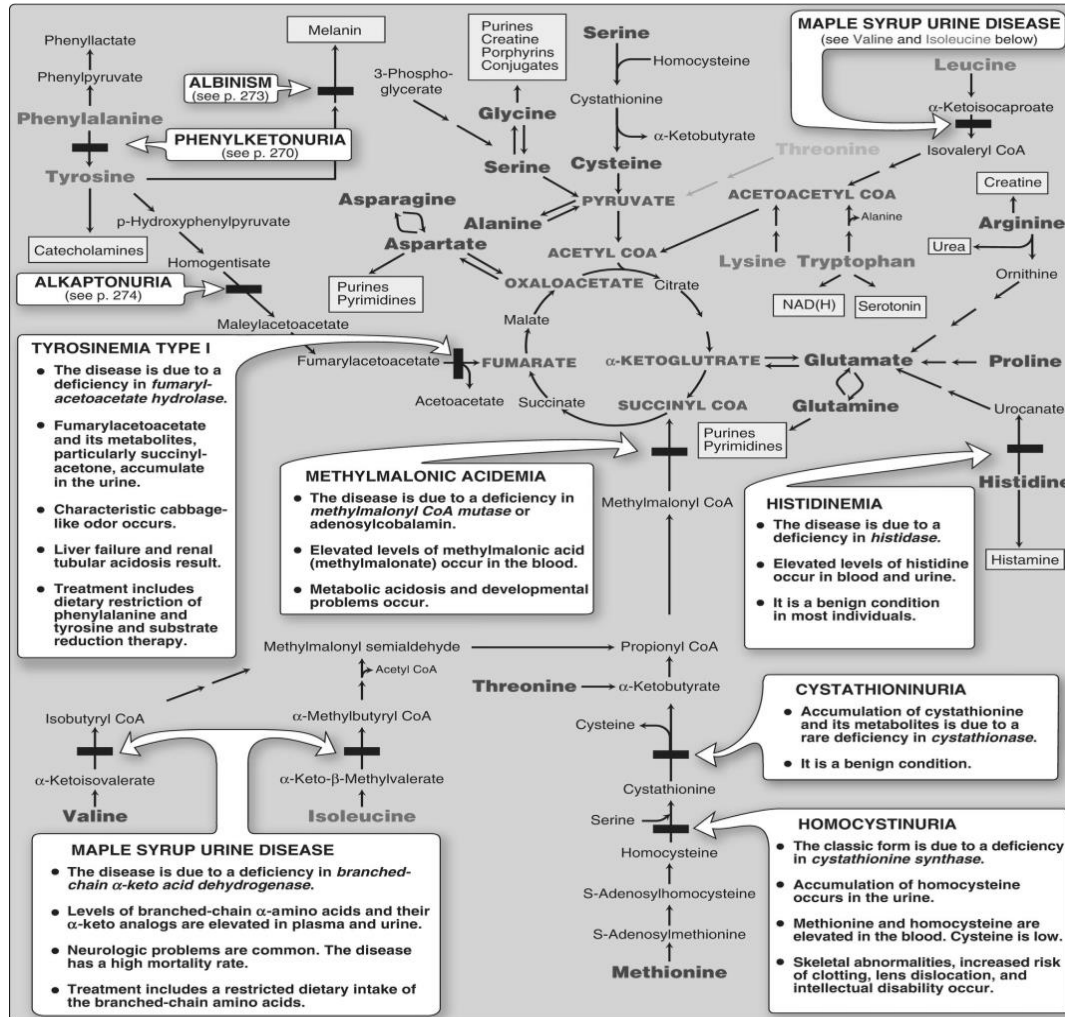 Phenyllactate
Phenylpyruvate
Phenylalanine
Tyrosine
Catecholamines
Melanin
ALBINISM
(see p. 273)
PHENYLKETONURIA
(see p. 270)
p-Hydroxyphenylpyruvate
Homogentisate
ALKAPTONURIA
(see p. 274)
Maleylacetoacetate
Fumarylacetoacetate
Acetoacetate
3-Phospho-
glycerate
Purines
Creatine
Porphyrins
Conjugates
Glycine
Serine
Serine
Homocysteine
Cystathionine
α-Ketobutyrate
Cysteine
Threonine
PYRUVATE
Alanine
Asparagine
Aspartate
Purines
Pyrimidines
ACETYL COA
OXALOACETATE
Citrate
Malate
FUMARATE
Succinate
α-KETOGLUTRATE
SUCCINYL COA
MAPLE SYRUP URINE DISEASE
(see Valine and Isoleucine below)
Leucine
α-Ketoisocaproate
Isovaleryl CoA
ACETOACETYL COA
Alanine
Lysine
Tryptophan
NAD(H)
Serotonin
Creatine
Arginine
Urea
Ornithine
Glutamate
Proline
Glutamine
Purines
Pyrimidines
Urocanate
Histidine
Histamine
TYROSINEMIA TYPE I
● The disease is due to a
deficiency in fumaryl-
acetoacetate hydrolase.
● Fumarylacetoacetate
and its metabolites,
particularly succinyl-
acetone, accumulate
in the urine.
● Characteristic cabbage-
like odor occurs.
● Liver failure and renal
tubular acidosis result.
● Treatment includes
dietary restriction of
phenylalanine and
tyrosine and substrate
reduction therapy.
METHYLMALONIC ACIDEMIA
● The disease is due to a deficiency in
methylmalonyl CoA mutase or
adenosylcobalamin.
● Elevated levels of methylmalonic acid
(methylmalonate) occur in the blood.
● Metabolic acidosis and developmental
problems occur.
Methylmalonyl CoA
HISTIDINEMIA
● The disease is due to a
deficiency in histidase.
● Elevated levels of histidine
occur in blood and urine.
● It is a benign condition
in most individuals.
Methylmalonyl semialdehyde
Propionyl CoA
Acetyl CoA
Threonine
α-Ketobutyrate
Isobutyryl CoA
α-Methylbutyryl CoA
Cysteine
α-Ketoisovalerate
α-Keto-β-Methylvalerate
Valine
Isoleucine
Cystathionine
Serine
Homocysteine
S-Adenosylhomocysteine
S-Adenosylmethionine
Methionine
CYSTATHIONINURIA
● Accumulation of cystathionine
and its metabolites is due to a
rare deficiency in cystathionase.
● It is a benign condition.
MAPLE SYRUP URINE DISEASE
● The disease is due to a deficiency in branched-
chain α-keto acid dehydrogenase.
● Levels of branched-chain α-amino acids and their
α-keto analogs are elevated in plasma and urine.
● Neurologic problems are common. The disease
has a high mortality rate.
● Treatment includes a restricted dietary intake of
the branched-chain amino acids.
HOMOCYSTINURIA
● The classic form is due to a deficiency
in cystathionine synthase.
● Accumulation of homocysteine
occurs in the urine.
● Methionine and homocysteine are
elevated in the blood. Cysteine is low.
● Skeletal abnormalities, increased risk
of clotting, lens dislocation, and
intellectual disability occur.